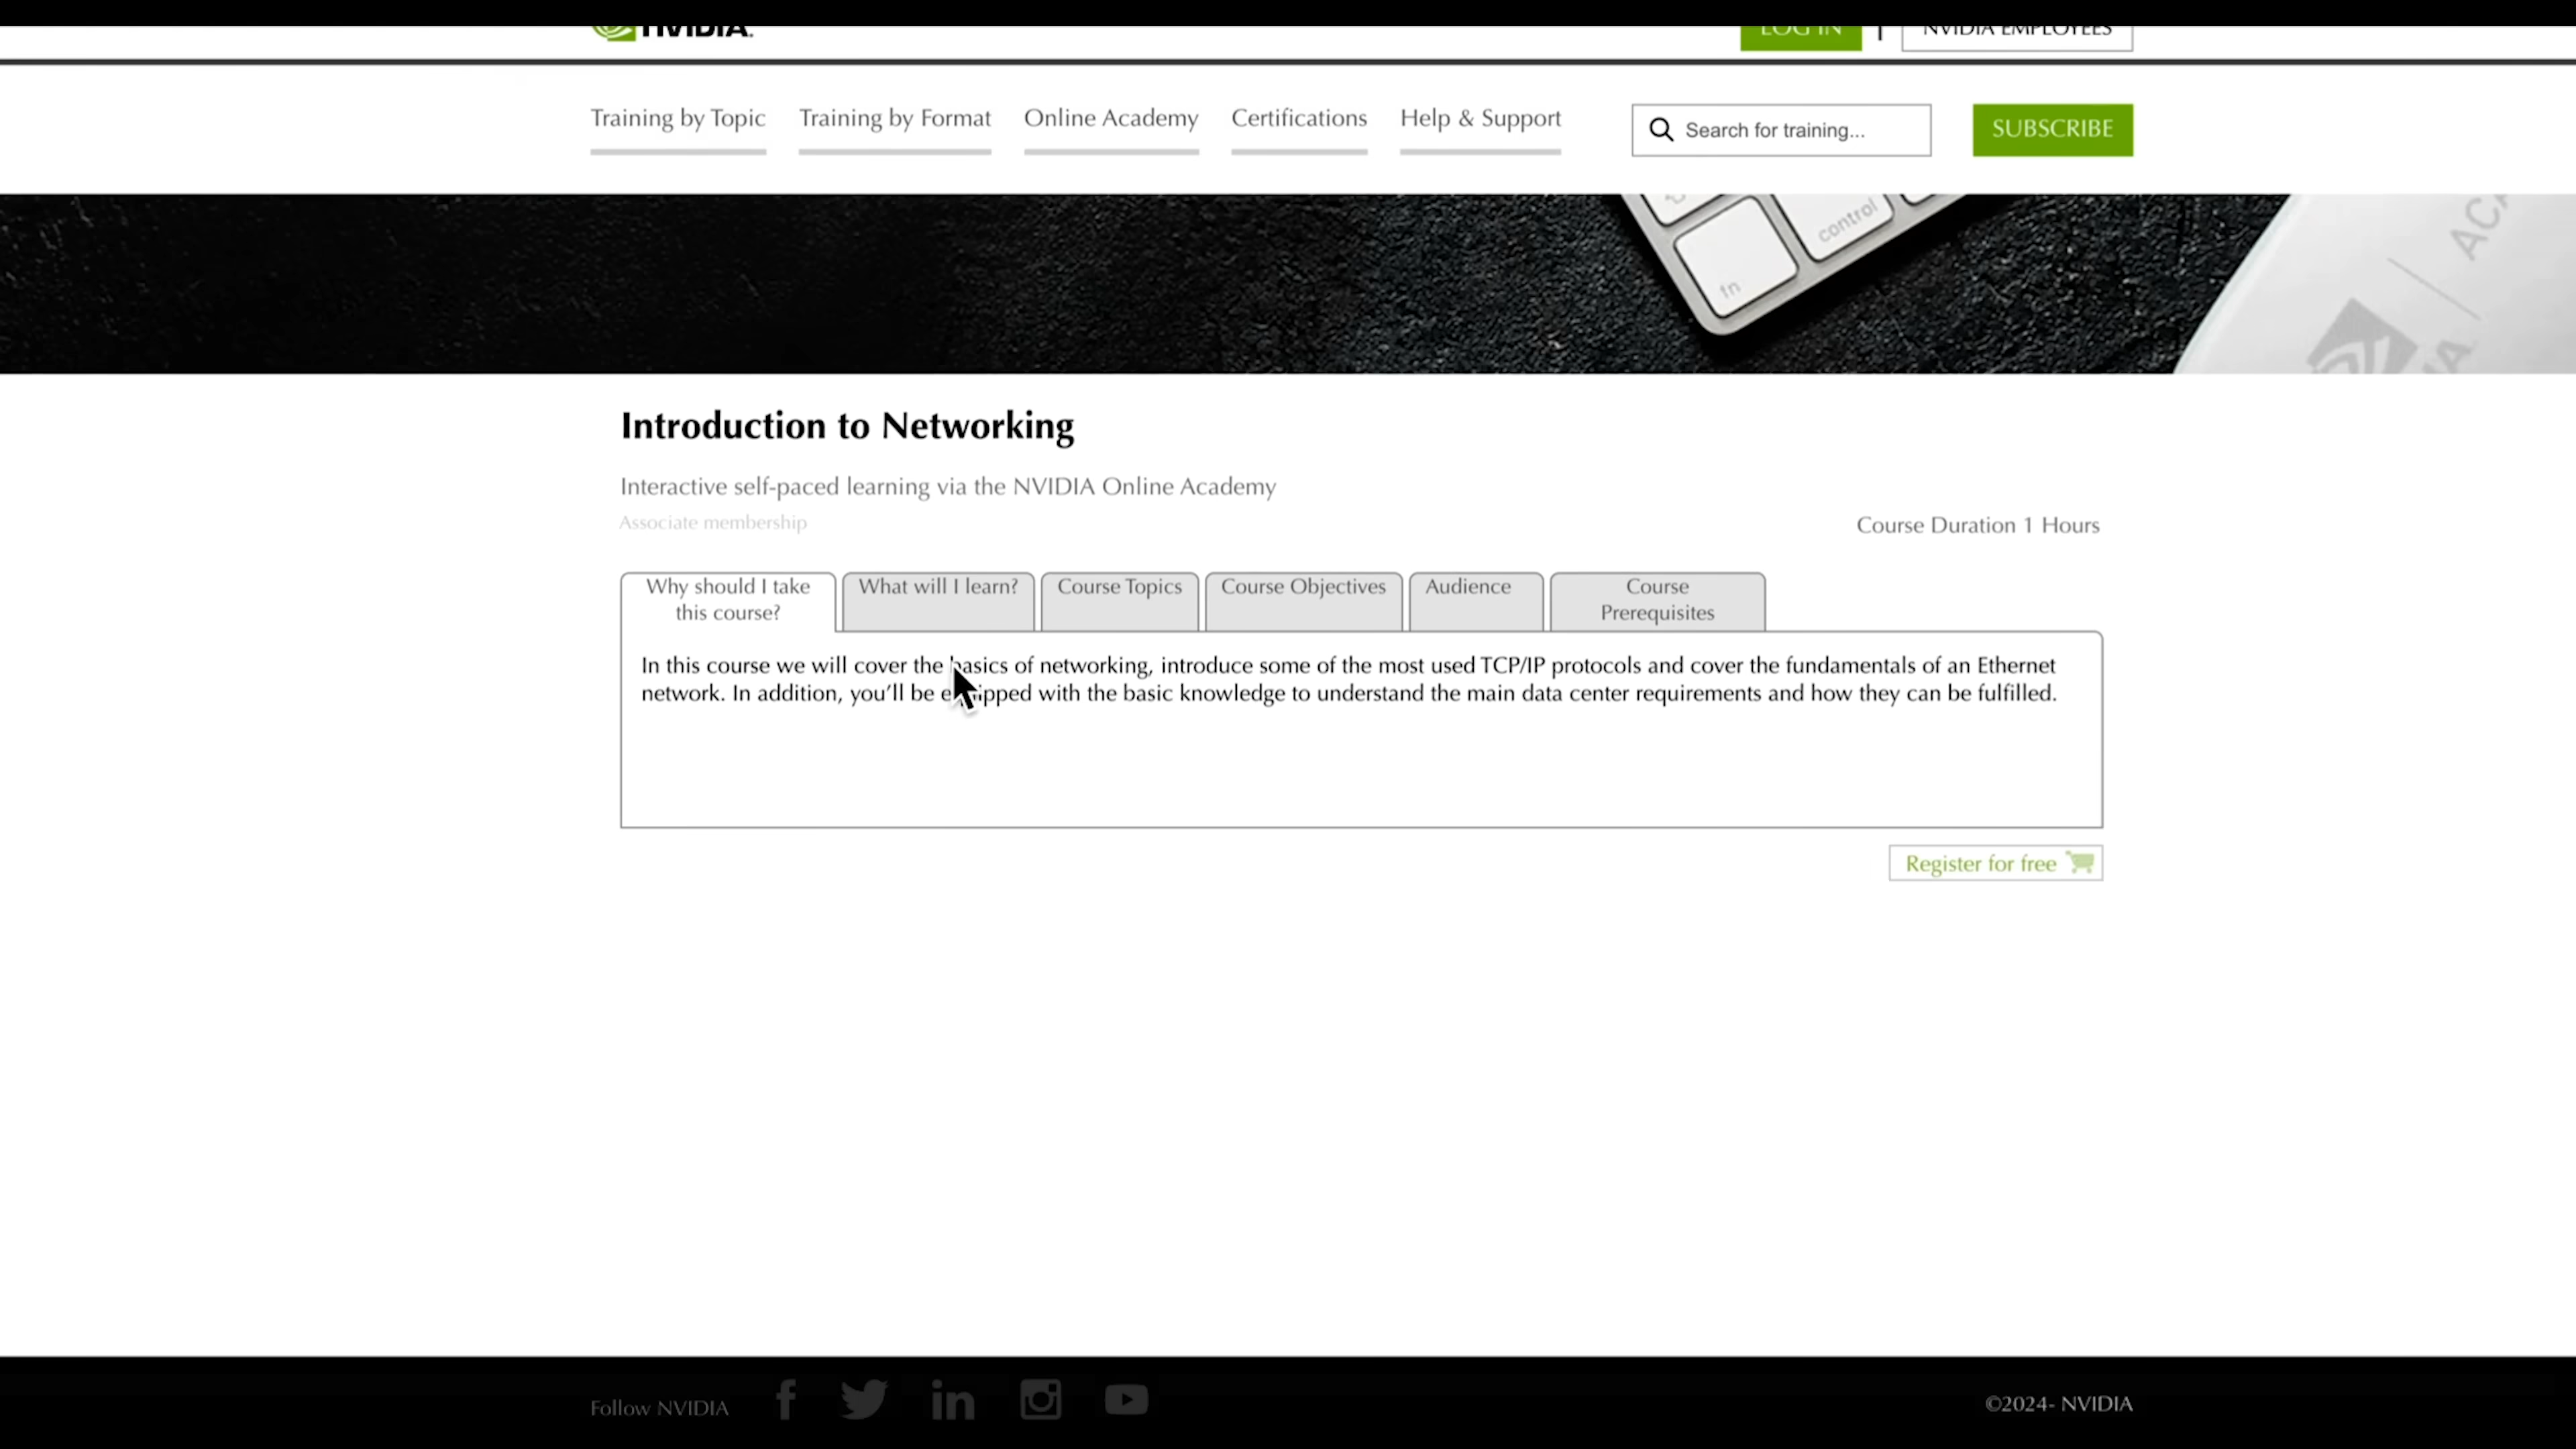 NVIDIA.
LOG IN | NVIDIA EMPLOYEES
Training by Topic Training by Format Online Academy Certifications Help & Support Search for training... SUBSCRIBE
control
fn
Introduction to Networking
Interactive self-paced learning via the NVIDIA Online Academy
Associate membership
Course Duration 1 Hours
Why should I take
this course?
What will I learn?
Course Topics
Course Objectives
Audience
Course
Prerequisites
In this course we will cover the basics of networking, introduce some of the most used TCP/IP protocols and cover the fundamentals of an Ethernet
network. In addition, you'll be equipped with the basic knowledge to understand the main data center requirements and how they can be fulfilled.
Register for free
Follow NVIDIA
©2024- NVIDIA